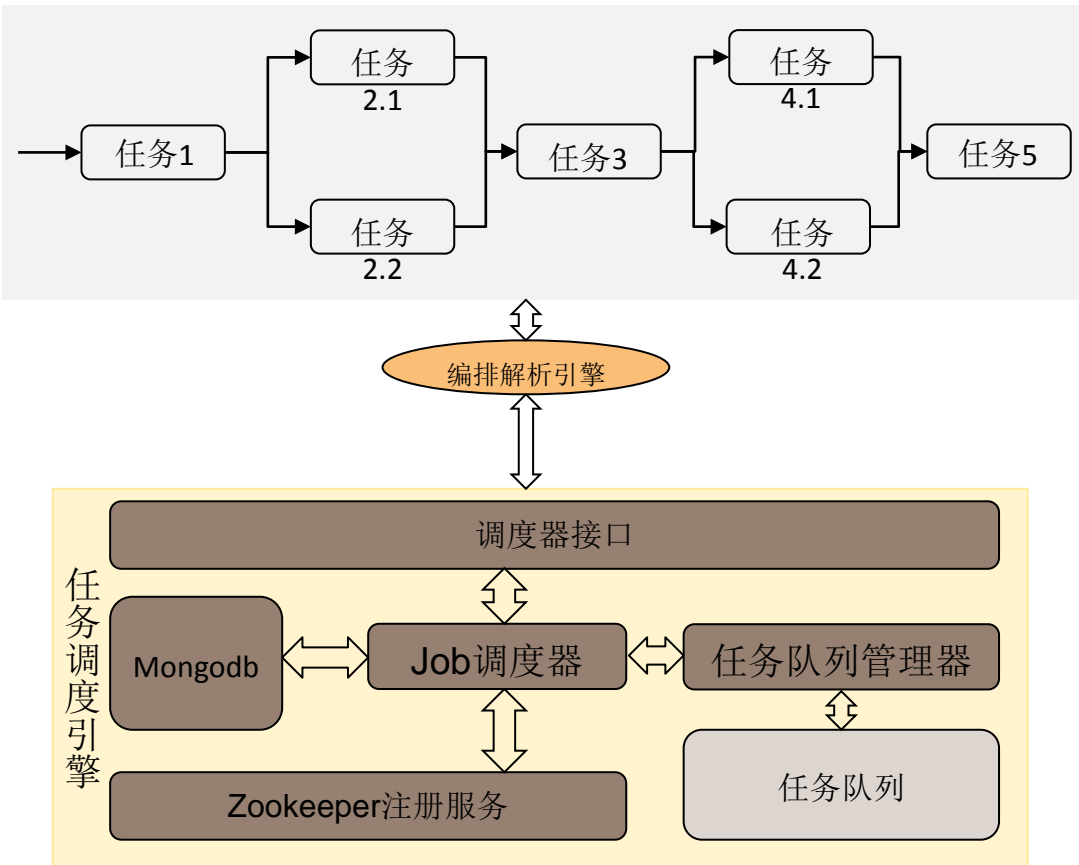 任务
2.1
任务
4.1
任务1
任务3
任务5
任务
2.2
任务
4.2
编排解析引擎
任务调度引擎
调度器接口
Mongodb
Job调度器
任务队列管理器
Zookeeper注册服务
任务队列